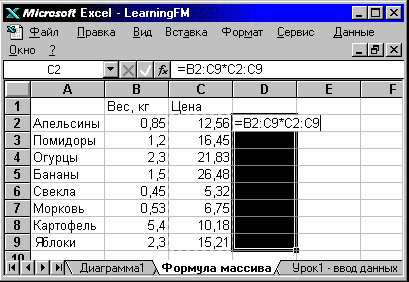 Microsoft Excel - LearningFM
Файл Правка Вид Вставка Формат Сервис Данные
Окно ?
C2 =B2:C9*C2:C9
A B C D E F
1 Вес, кг Цена
2 Апельсины 0,85 12,56 =B2:C9*C2:C9
3 Помидоры 1,2 16,45
4 Огурцы 2,3 21,83
5 Бананы 1,5 26,48
6 Свекла 0,45 5,32
7 Морковь 0,53 6,75
8 Картофель 5,4 10,18
9 Яблоки 2,3 15,21
10
Диаграмма1 Формула массива Урок1 - ввод данных